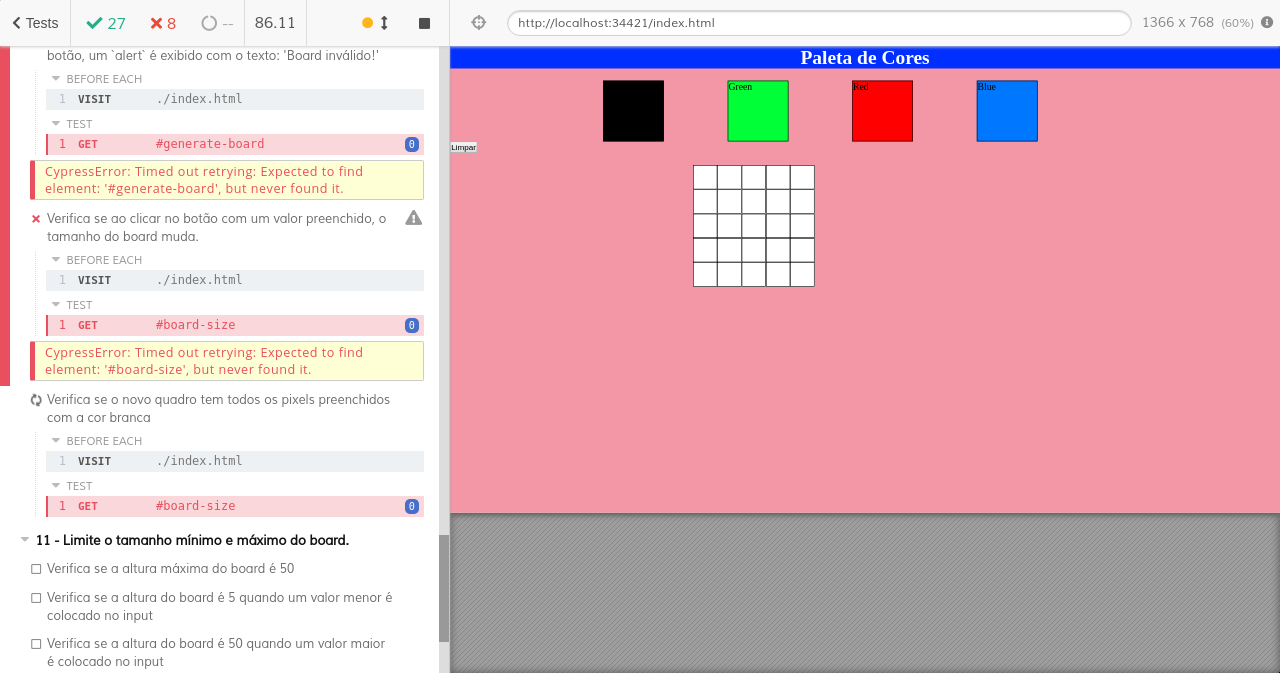 Tests 27 8 -- 86.11
http://localhost:34421/index.html 1366 x 768 (60%)
botão, um `alert` é exibido com o texto: 'Board inválido!'
BEFORE EACH
1 VISIT ./index.html
TEST
1 GET #generate-board 0
CypressError: Timed out retrying: Expected to find
element: '#generate-board', but never found it.
Verifica se ao clicar no botão com um valor preenchido, o
tamanho do board muda.
BEFORE EACH
1 VISIT ./index.html
TEST
1 GET #board-size 0
CypressError: Timed out retrying: Expected to find
element: '#board-size', but never found it.
Verifica se o novo quadro tem todos os pixels preenchidos
com a cor branca
BEFORE EACH
1 VISIT ./index.html
TEST
1 GET #board-size 0
11 - Limite o tamanho mínimo e máximo do board.
Verifica se a altura máxima do board é 50
Verifica se a altura do board é 5 quando um valor menor é
colocado no input
Verifica se a altura do board é 50 quando um valor maior
é colocado no input
Paleta de Cores
Green Red Blue
Limpar